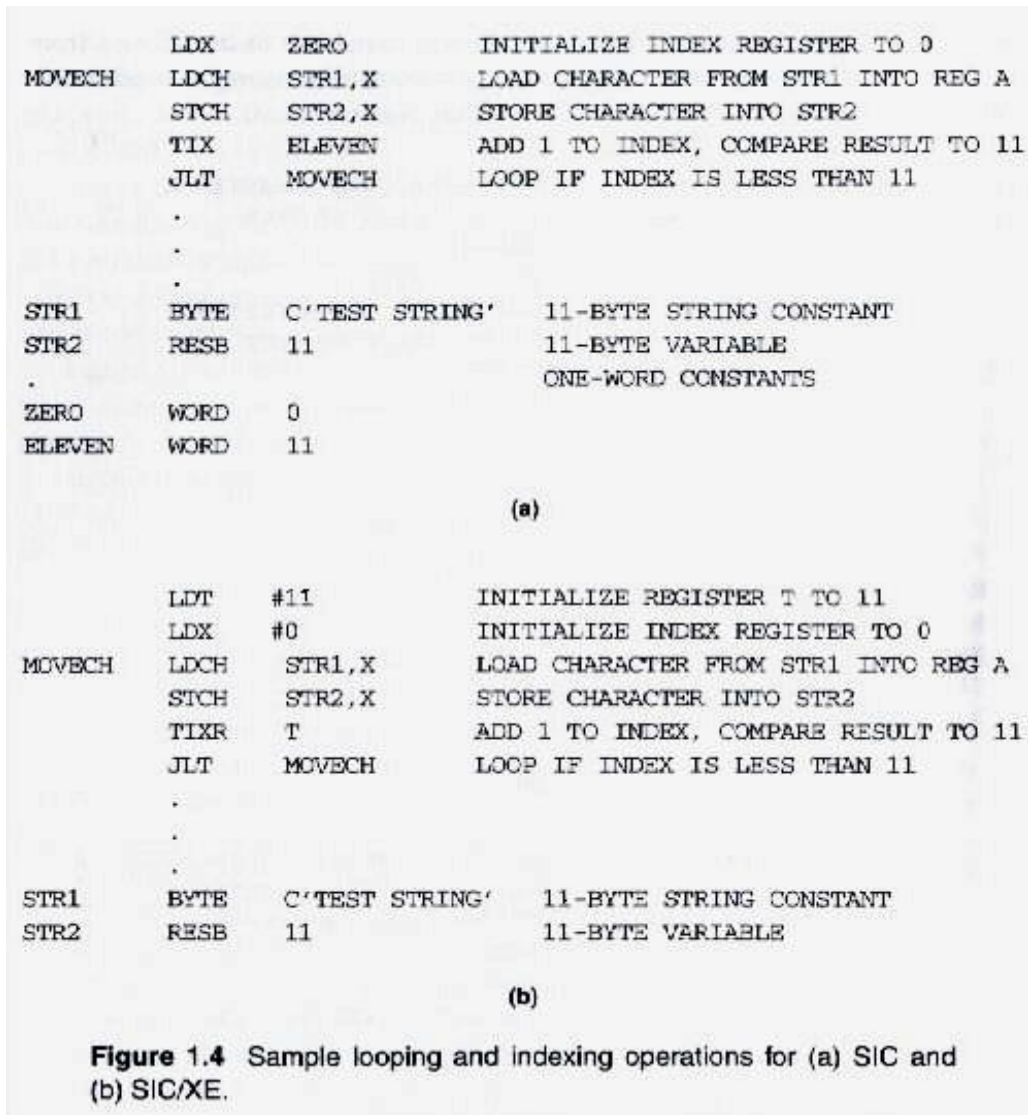 LDX ZERO INITIALIZE INDEX REGISTER TO 0
MOVECH LDCH STR1,X LOAD CHARACTER FROM STR1 INTO REG A
STCH STR2,X STORE CHARACTER INTO STR2
TIX ELEVEN ADD 1 TO INDEX, COMPARE RESULT TO 11
JLT MOVECH LOOP IF INDEX IS LESS THAN 11
.
.
.
STR1 BYTE C'TEST STRING' 11-BYTE STRING CONSTANT
STR2 RESB 11 11-BYTE VARIABLE
. ONE-WORD CONSTANTS
ZERO WORD 0
ELEVEN WORD 11
(a)
LDT #11 INITIALIZE REGISTER T TO 11
LDX #0 INITIALIZE INDEX REGISTER TO 0
MOVECH LDCH STR1,X LOAD CHARACTER FROM STR1 INTO REG A
STCH STR2,X STORE CHARACTER INTO STR2
TIXR T ADD 1 TO INDEX, COMPARE RESULT TO 11
JLT MOVECH LOOP IF INDEX IS LESS THAN 11
.
.
.
STR1 BYTE C'TEST STRING' 11-BYTE STRING CONSTANT
STR2 RESB 11 11-BYTE VARIABLE
(b)
Figure 1.4 Sample looping and indexing operations for (a) SIC and
(b) SIC/XE.